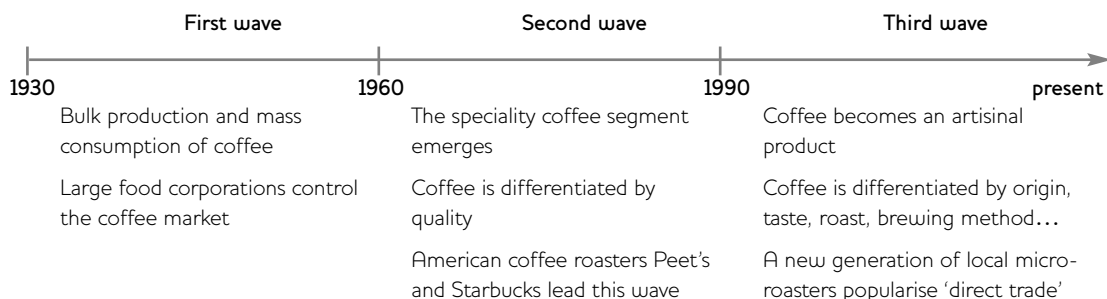 First wave
Second wave
Third wave
1930
1960
1990
present
Bulk production and mass
consumption of coffee
Large food corporations control
the coffee market
The speciality coffee segment
emerges
Coffee is differentiated by
quality
American coffee roasters Peet's
and Starbucks lead this wave
Coffee becomes an artisinal
product
Coffee is differentiated by origin,
taste, roast, brewing method...
A new generation of local micro-
roasters popularise ‘direct trade’